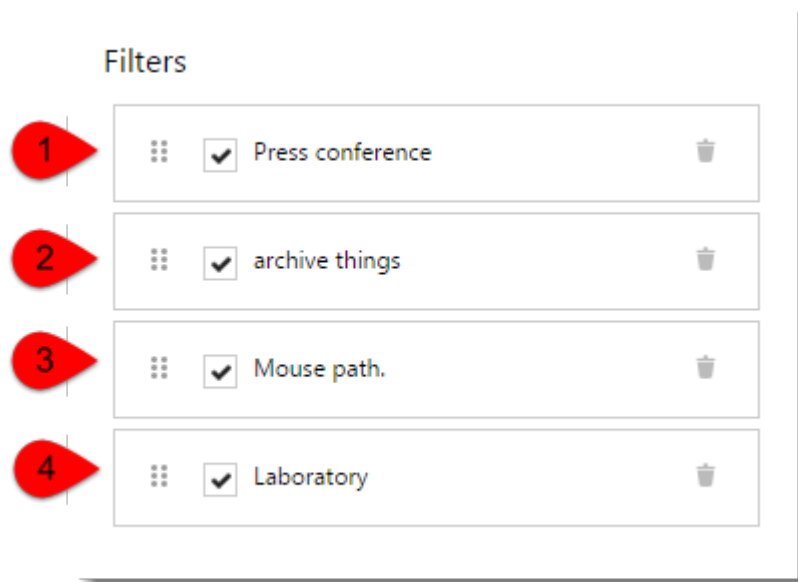 Filters
1 Press conference
2 archive things
3 Mouse path.
4 Laboratory